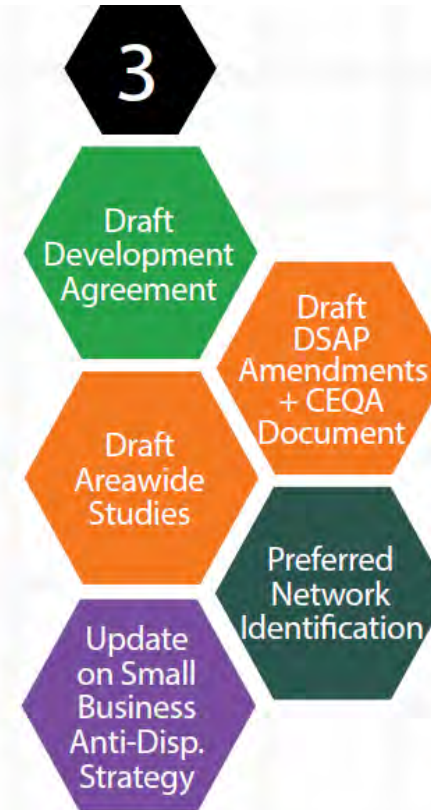 3
Draft
Development
Agreement
Draft
DSAP
Amendments
+ CEQA
Document
Draft
Areawide
Studies
Preferred
Network
Identification
Update
on Small
Business
Anti-Disp.
Strategy